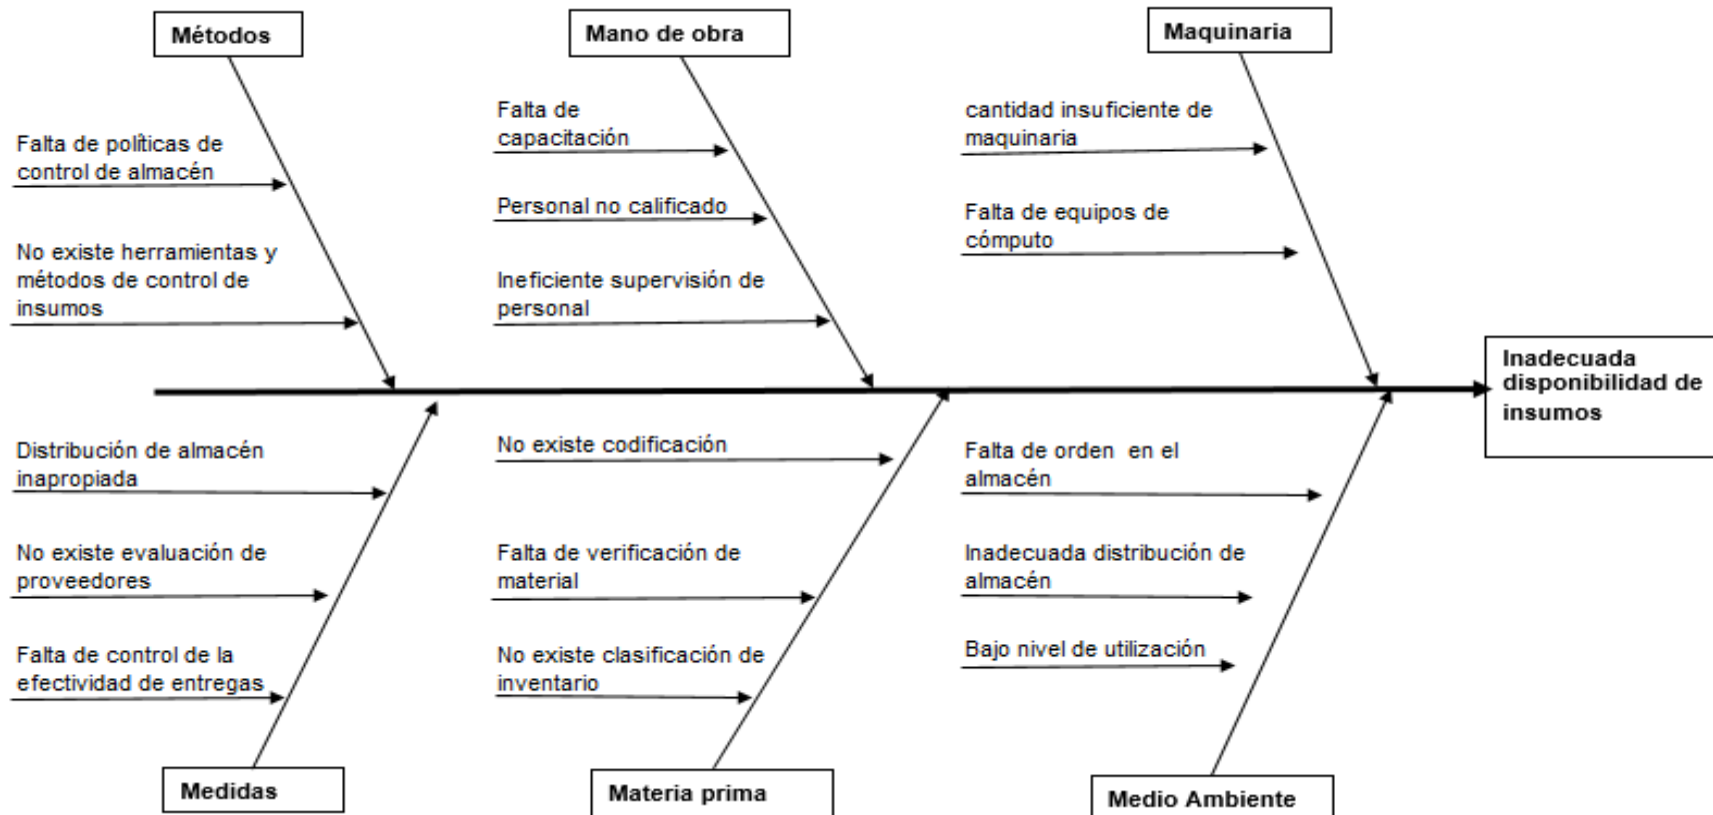 Métodos
Mano de obra
Maquinaria
Falta de políticas de
control de almacén
No existe herramientas y
métodos de control de
insumos
Falta de
capacitación
Personal no calificado
Ineficiente supervisión de
personal
cantidad insuficiente de
maquinaria
Falta de equipos de
cómputo
Inadecuada
disponibilidad de
insumos
Distribución de almacén
inapropiada
No existe evaluación de
proveedores
Falta de control de la
efectividad de entregas
No existe codificación
Falta de verificación de
material
No existe clasificación de
inventario
Falta de orden  en el
almacén
Inadecuada distribución de
almacén
Bajo nivel de utilización
Medidas
Materia prima
Medio Ambiente